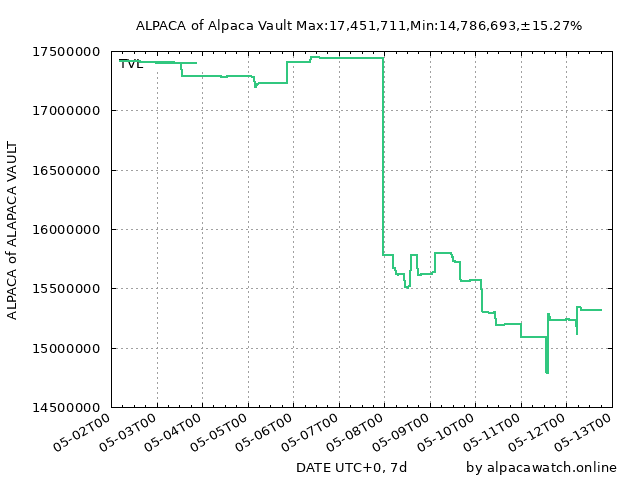 ALPACA of Alpaca Vault Max:17,451,711,Min:14,786,693,±15.27%
17500000
TVL
17000000
16500000
16000000
15500000
15000000
14500000
ALPACA of ALAPACA VAULT
05-02T00
05-03T00
05-04T00
05-05T00
05-06T00
05-07T00
05-08T00
05-09T00
05-10T00
05-11T00
05-12T00
05-13T00
DATE UTC+0, 7d
by alpacawatch.online